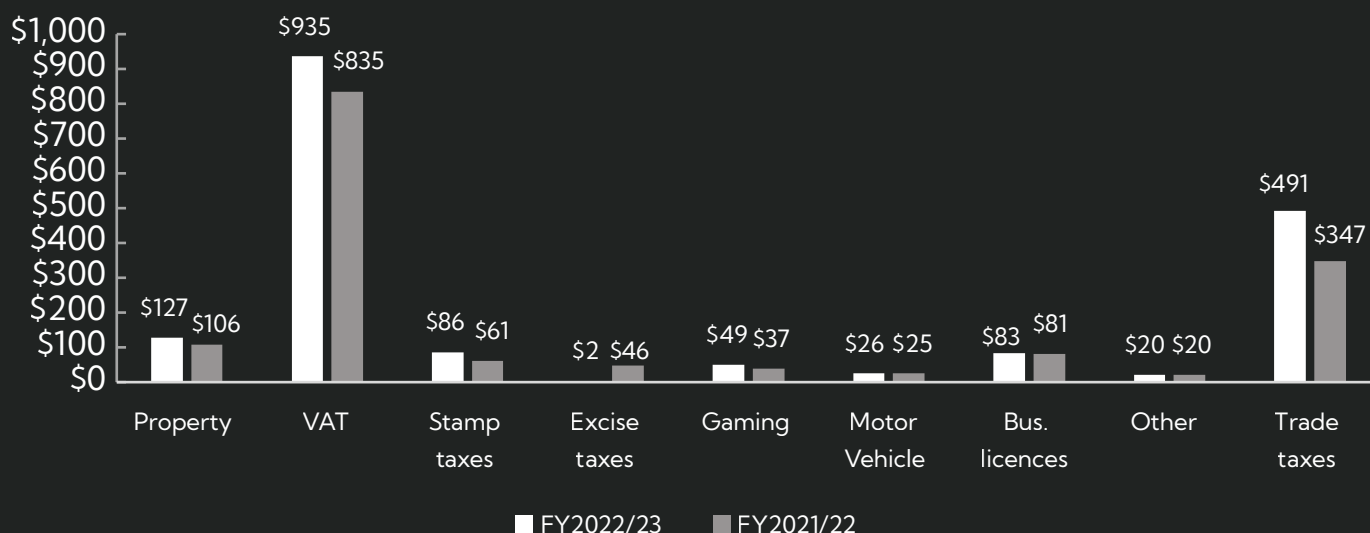 $1,000
$900
$800
$700
$600
$500
$400
$300
$200
$100
$0
$935
$835
$491
$347
$127
$106
$86
$61
$2 $46
$49 $37
$26 $25
$83
$81
$20 $20
Property
VAT
Stamp
taxes
Excise
taxes
Gaming
Motor
Vehicle
Bus.
licences
Other
Trade
taxes
FY2022/23
FY2021/22